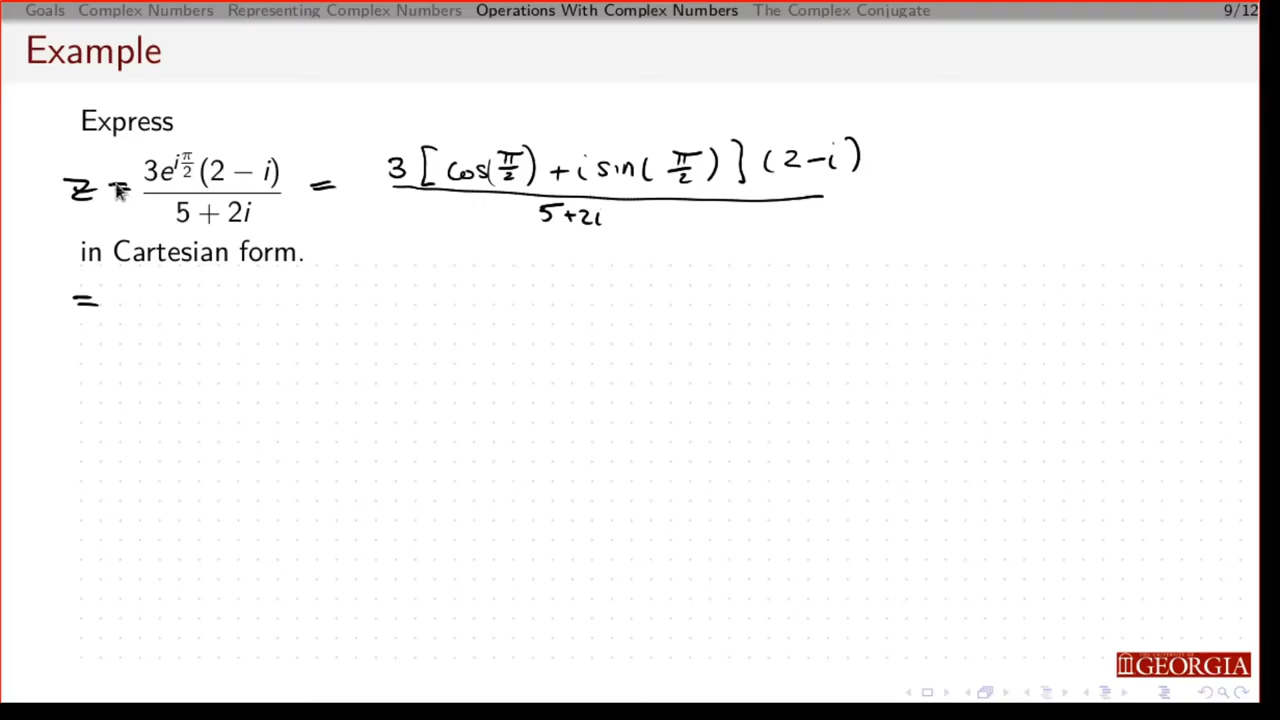 Goals Complex Numbers Representing Complex Numbers Operations With Complex Numbers The Complex Conjugate 9/12
Example
Express
z = 3e^{iπ/2}(2 − i) / 5 + 2i = 3[cos(π/2) + i sin(π/2)](2−i) / 5+2i
in Cartesian form.
=
GEORGIA